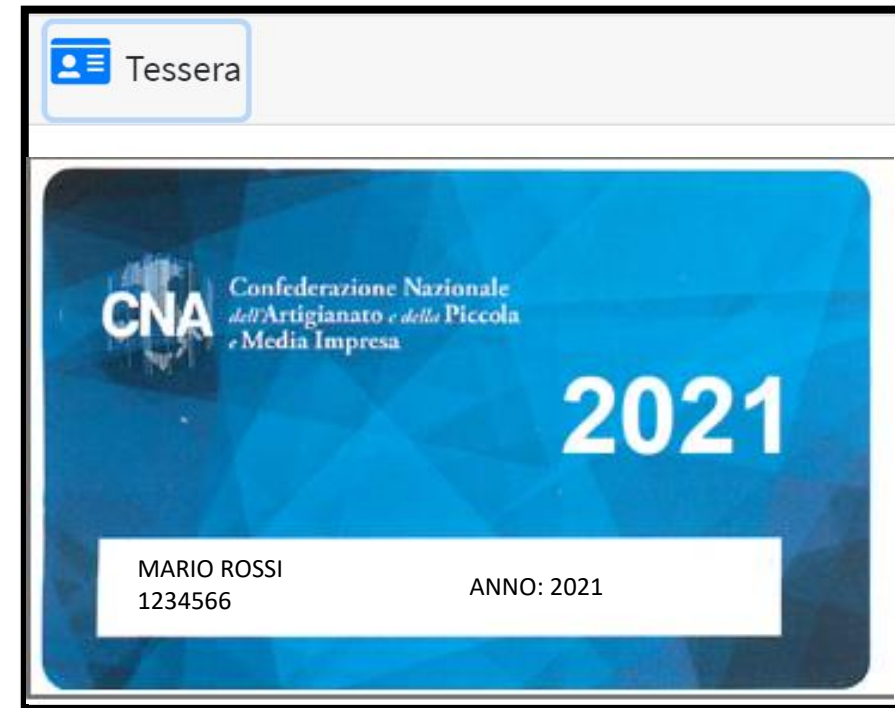 Tessera
CNA
Confederazione Nazionale
dell'Artigianato e della Piccola
e Media Impresa
2021
MARIO ROSSI
1234566
ANNO: 2021